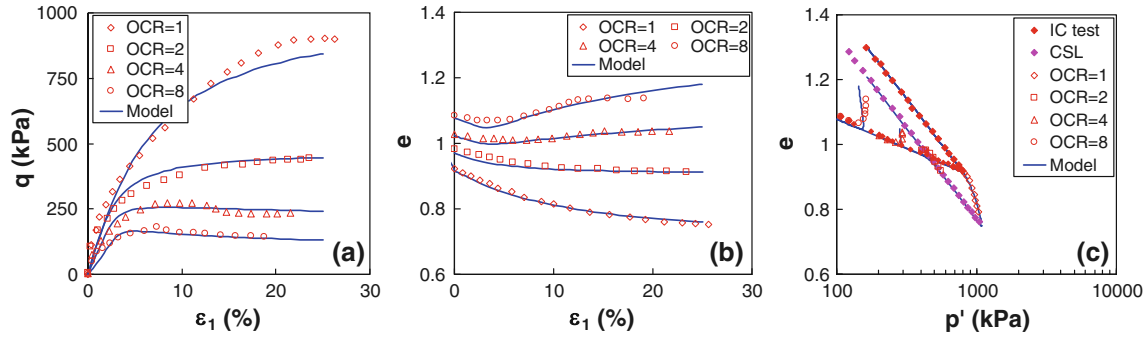 q (kPa)
1000
750
500
250
0
OCR=1
OCR=2
OCR=4
OCR=8
Model
(a)
0
10
20
30
ε1 (%)
e
1.4
1.2
1
0.8
0.6
OCR=1 OCR=2
OCR=4 OCR=8
Model
(b)
0
10
20
30
ε1 (%)
e
1.4
1.2
1
0.8
0.6
IC test
CSL
OCR=1
OCR=2
OCR=4
OCR=8
Model
(c)
100
1000
10000
p' (kPa)